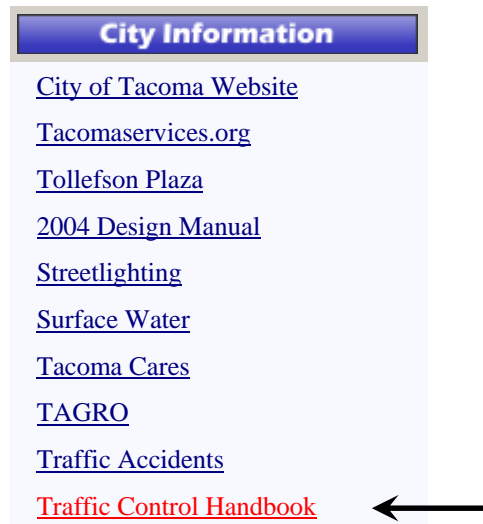 City Information
City of Tacoma Website
Tacomaservices.org
Tollefson Plaza
2004 Design Manual
Streetlighting
Surface Water
Tacoma Cares
TAGRO
Traffic Accidents
Traffic Control Handbook